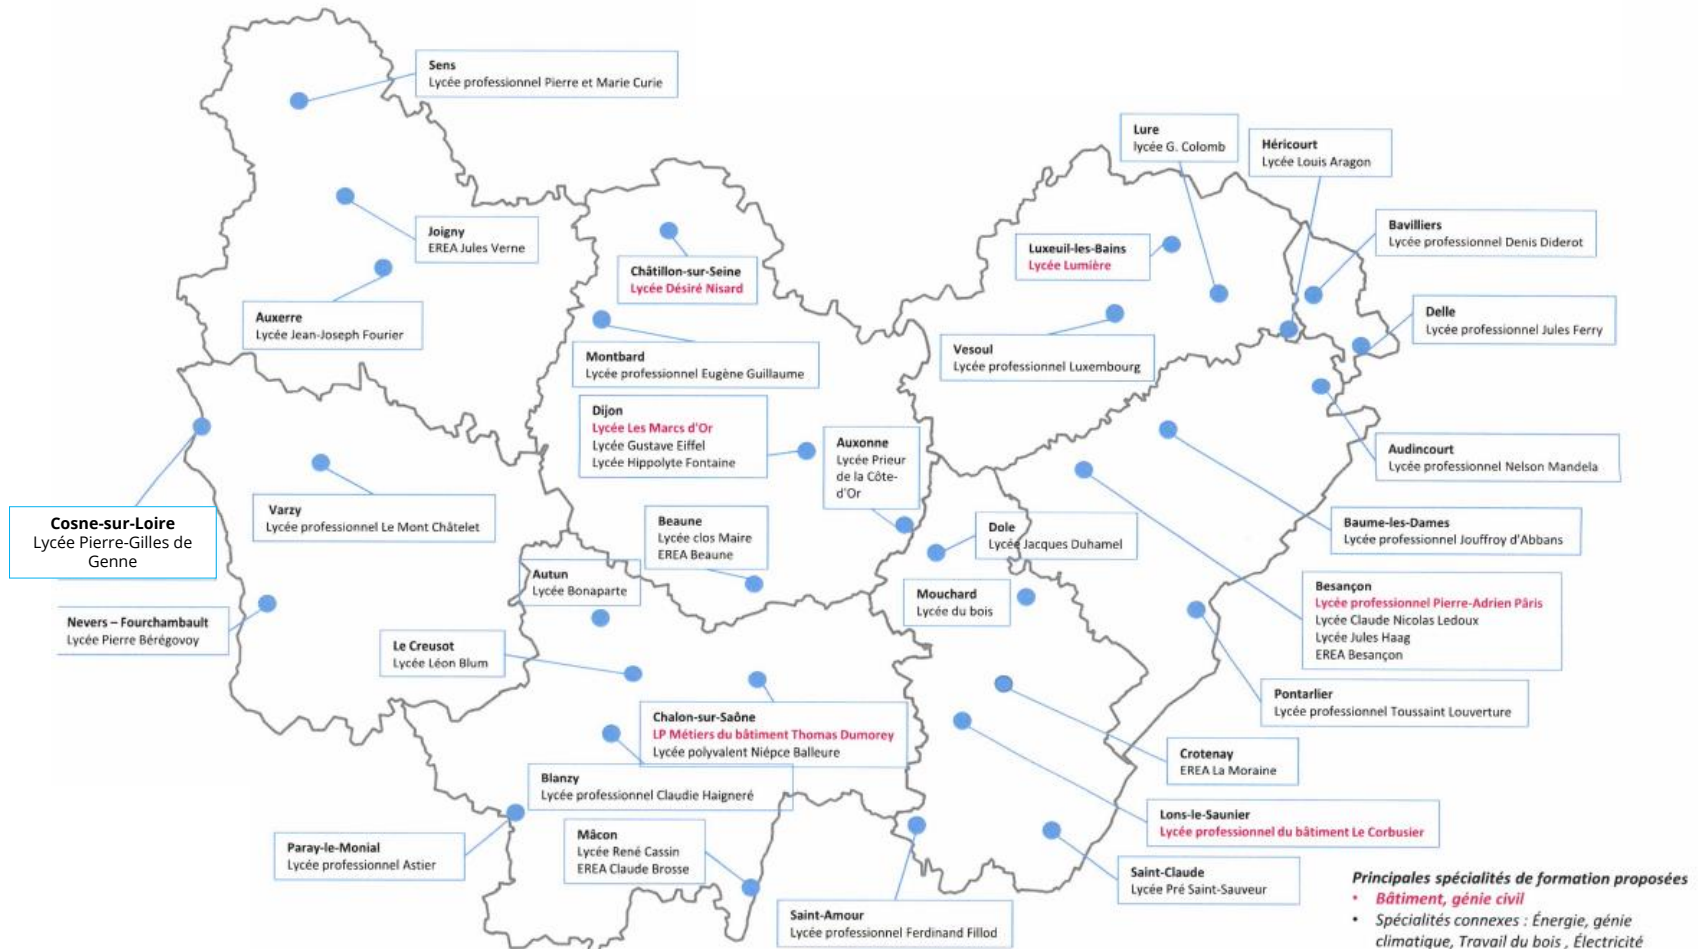 Sens
Lycée professionnel Pierre et Marie Curie
Joigny
EREA Jules Verne
Auxerre
Lycée Jean-Joseph Fourier
Châtillon-sur-Seine
Lycée Désiré Nisard
Montbard
Lycée professionnel Eugène Guillaume
Dijon
Lycée Les Marcs d'Or
Lycée Gustave Eiffel
Lycée Hippolyte Fontaine
Auxonne
Lycée Prieur
de la Côte-
d'Or
Lure
lycée G. Colomb
Héricourt
Lycée Louis Aragon
Luxeuil-les-Bains
Lycée Lumière
Bavilliers
Lycée professionnel Denis Diderot
Vesoul
Lycée professionnel Luxembourg
Delle
Lycée professionnel Jules Ferry
Audincourt
Lycée professionnel Nelson Mandela
Baume-les-Dames
Lycée professionnel Jouffroy d'Abbans
Cosne-sur-Loire
Lycée Pierre-Gilles de
Genne
Varzy
Lycée professionnel Le Mont Châtelet
Beaune
Lycée clos Maire
EREA Beaune
Dole
Lycée Jacques Duhamel
Autun
Lycée Bonaparte
Mouchard
Lycée du bois
Besançon
Lycée professionnel Pierre-Adrien Pâris
Lycée Claude Nicolas Ledoux
Lycée Jules Haag
EREA Besançon
Nevers – Fourchambault
Lycée Pierre Bérégovoy
Le Creusot
Lycée Léon Blum
Chalon-sur-Saône
LP Métiers du bâtiment Thomas Dumorey
Lycée polyvalent Niépce Balleure
Pontarlier
Lycée professionnel Toussaint Louverture
Crotenay
EREA La Moraine
Blanzy
Lycée professionnel Claudie Haigneré
Lons-le-Saunier
Lycée professionnel du bâtiment Le Corbusier
Paray-le-Monial
Lycée professionnel Astier
Mâcon
Lycée René Cassin
EREA Claude Brosse
Saint-Claude
Lycée Pré Saint-Sauveur
Saint-Amour
Lycée professionnel Ferdinand Fillod
Principales spécialités de formation proposées
• Bâtiment, génie civil
• Spécialités connexes : Énergie, génie
climatique, Travail du bois , Électricité